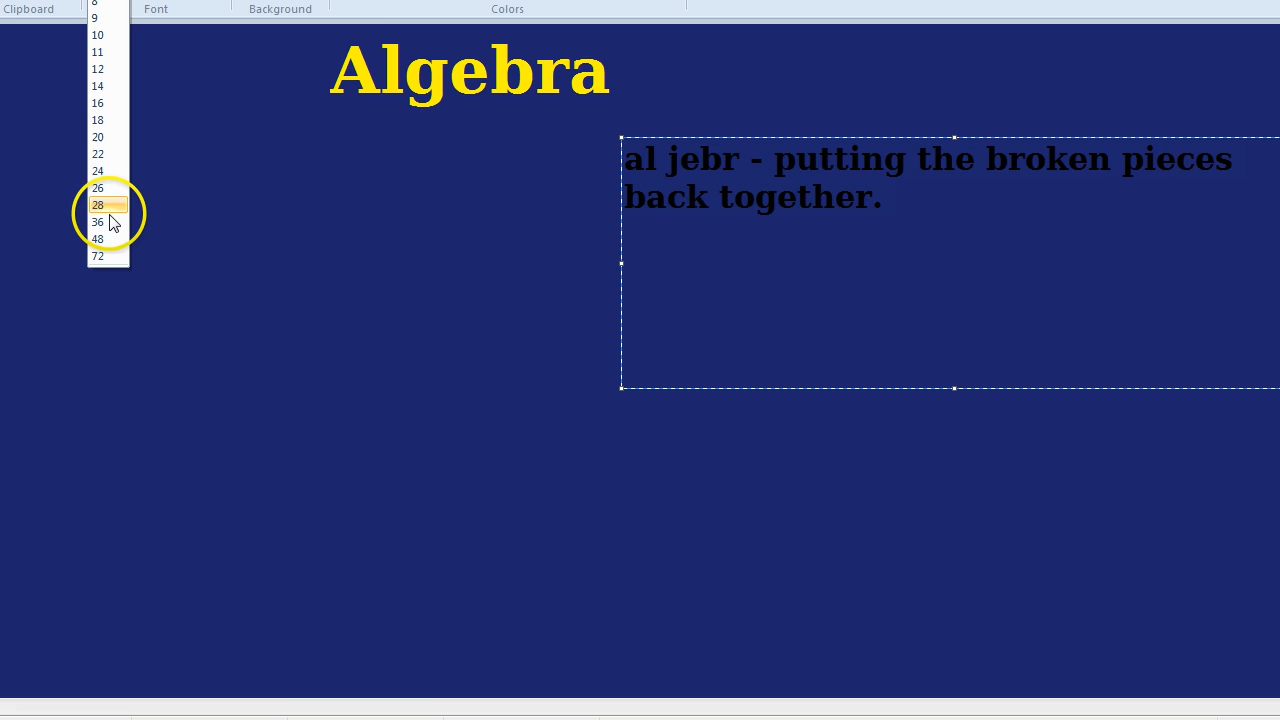 Clipboard
Font
Background
Colors
8
9
10
11
12
14
16
18
20
22
24
26
28
36
48
72
Algebra
al jebr - putting the broken pieces
back together.